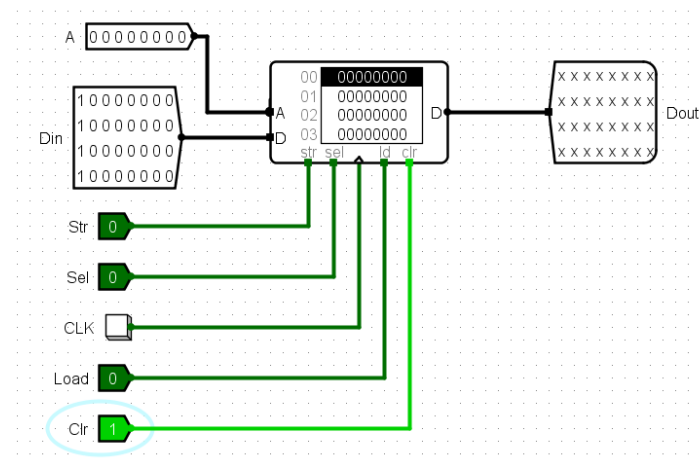 A 00000000
00 00000000
01 00000000
02 00000000
03 00000000
A
D
D
str sel ld clr
Din
10000000
10000000
10000000
10000000
xxxxxxxx
xxxxxxxx
xxxxxxxx
xxxxxxxx
Dout
Str 0
Sel 0
CLK
Load 0
Clr 1